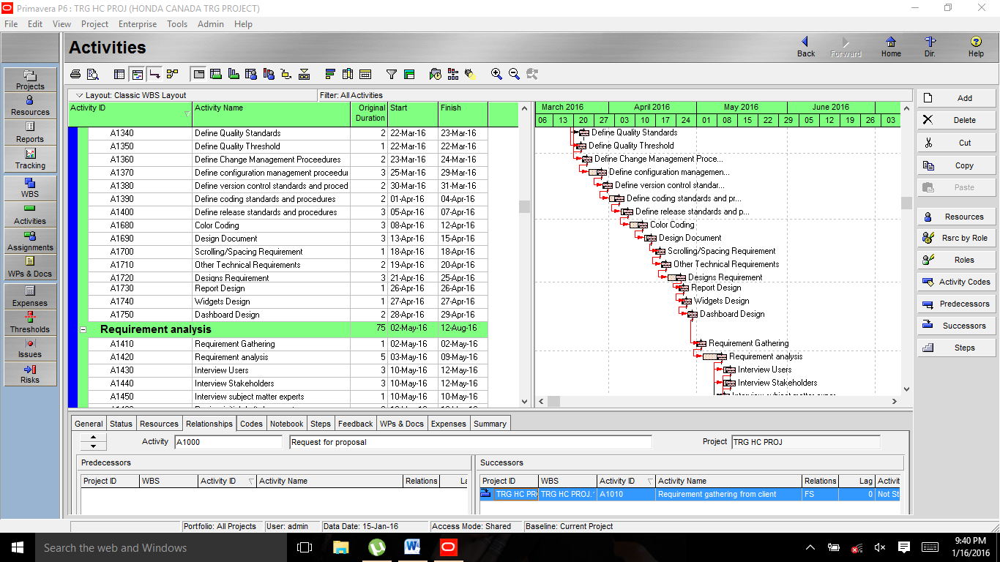 Primavera P6 : TRG HC PROJ (HONDA CANADA TRG PROJECT)
File Edit View Project Enterprise Tools Admin Help
Activities
Back Forward Home Dir. Help
Projects
Resources
Reports
Tracking
WBS
Activities
Assignments
WPs & Docs
Expenses
Thresholds
Issues
Risks
Layout: Classic WBS Layout Filter: All Activities
Activity ID Activity Name Original Duration Start Finish
A1340 Define Quality Standards 2 22-Mar-16 23-Mar-16
A1350 Define Quality Threshold 1 22-Mar-16 22-Mar-16
A1360 Define Change Management Proceedures 2 23-Mar-16 24-Mar-16
A1370 Define configuration management proceedur 3 25-Mar-16 29-Mar-16
A1380 Define version control standards and proced 2 30-Mar-16 31-Mar-16
A1390 Define coding standards and procedures 2 01-Apr-16 04-Apr-16
A1400 Define release standards and procedures 3 05-Apr-16 07-Apr-16
A1680 Color Coding 3 08-Apr-16 12-Apr-16
A1690 Design Document 3 13-Apr-16 15-Apr-16
A1700 Scrolling/Spacing Requirement 1 18-Apr-16 18-Apr-16
A1710 Other Technical Requirements 2 19-Apr-16 20-Apr-16
A1720 Designs Requirement 3 21-Apr-16 25-Apr-16
A1730 Report Design 1 26-Apr-16 26-Apr-16
A1740 Widgets Design 1 27-Apr-16 27-Apr-16
A1750 Dashboard Design 2 28-Apr-16 29-Apr-16
Requirement analysis 75 02-May-16 12-Aug-16
A1410 Requirement Gathering 1 02-May-16 02-May-16
A1420 Requirement analysis 5 03-May-16 09-May-16
A1430 Interview Users 3 10-May-16 12-May-16
A1440 Interview Stakeholders 3 10-May-16 12-May-16
A1450 Interview subject matter experts 1 10-May-16 10-May-16
March 2016 April 2016 May 2016 June 2016
06 13 20 27 03 10 17 24 01 08 15 22 29 05 12 19 26 03
Define Quality Standards
Define Quality Threshold
Define Change Management Proce...
Define configuration managemen...
Define version control standar...
Define coding standards and pr...
Define release standards and p...
Color Coding
Design Document
Scrolling/Spacing Requirement
Other Technical Requirements
Designs Requirement
Report Design
Widgets Design
Dashboard Design
Requirement Gathering
Requirement analysis
Interview Users
Interview Stakeholders
Add
Delete
Cut
Copy
Paste
Resources
Rsrc by Role
Roles
Activity Codes
Predecessors
Successors
Steps
General Status Resources Relationships Codes Notebook Steps Feedback WPs & Docs Expenses Summary
Activity A1000 Request for proposal Project TRG HC PROJ
Predecessors
Project ID WBS Activity ID Activity Name Relations La
Successors
Project ID WBS Activity ID Activity Name Relations Lag Activit
TRG HC PR TRG HC PROJ. A1010 Requirement gathering from client FS 0 Not St
Portfolio: All Projects User: admin Data Date: 15-Jan-16 Access Mode: Shared Baseline: Current Project
Search the web and Windows
9:40 PM
1/16/2016